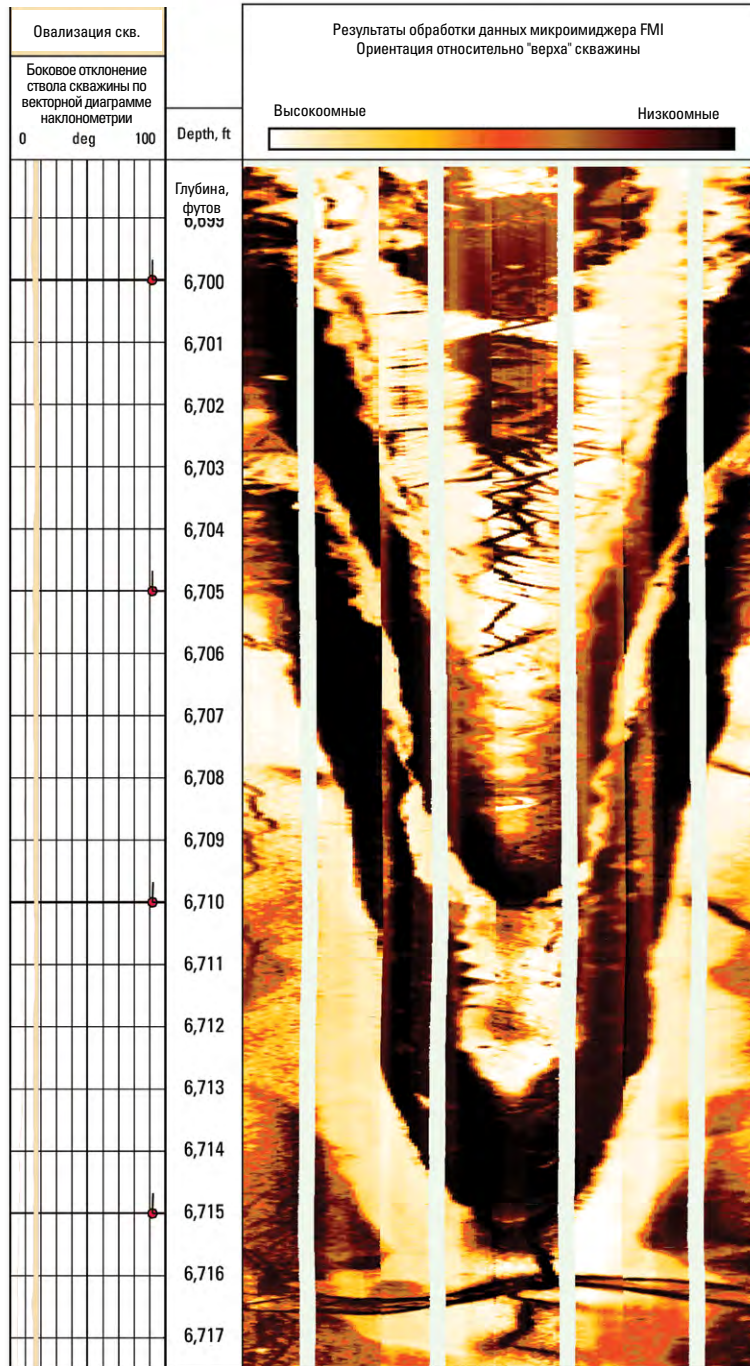 Овализация скв.
Боковое отклонение
ствола скважины по
векторной диаграмме
наклонометрии
0 deg 100
Depth, ft
Результаты обработки данных микроимиджера FMI
Ориентация относительно "верха" скважины
Высокоомные Низкоомные
Глубина,
футов
6,699
6,700
6,701
6,702
6,703
6,704
6,705
6,706
6,707
6,708
6,709
6,710
6,711
6,712
6,713
6,714
6,715
6,716
6,717